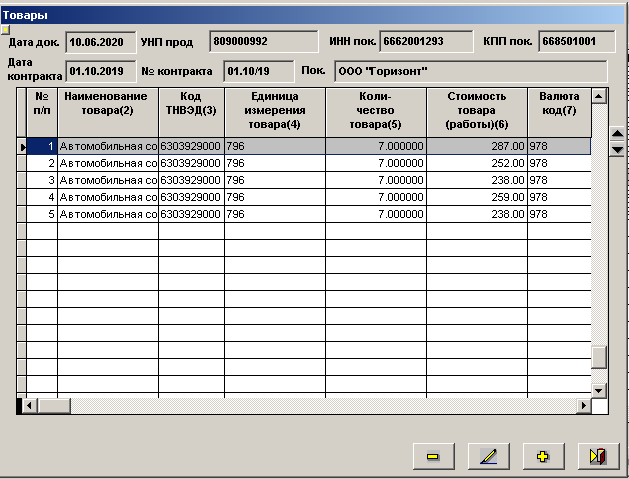 Товары
Дата док. 10.06.2020 УНП прод 809000992 ИНН пок. 6662001293 КПП пок. 668501001
Дата
контракта 01.10.2019 № контракта 01.10/19 Пок. ООО "Горизонт"
№
п/п
Наименование
товара(2)
Код
ТНВЭД(3)
Единица
измерения
товара(4)
Коли-
чество
товара(5)
Стоимость
товара
(работы)(6)
Валюта
код(7)
1 Автомобильная со 6303929000 796 7.000000 287.00 978
2 Автомобильная со 6303929000 796 7.000000 252.00 978
3 Автомобильная со 6303929000 796 7.000000 238.00 978
4 Автомобильная со 6303929000 796 7.000000 259.00 978
5 Автомобильная со 6303929000 796 7.000000 238.00 978